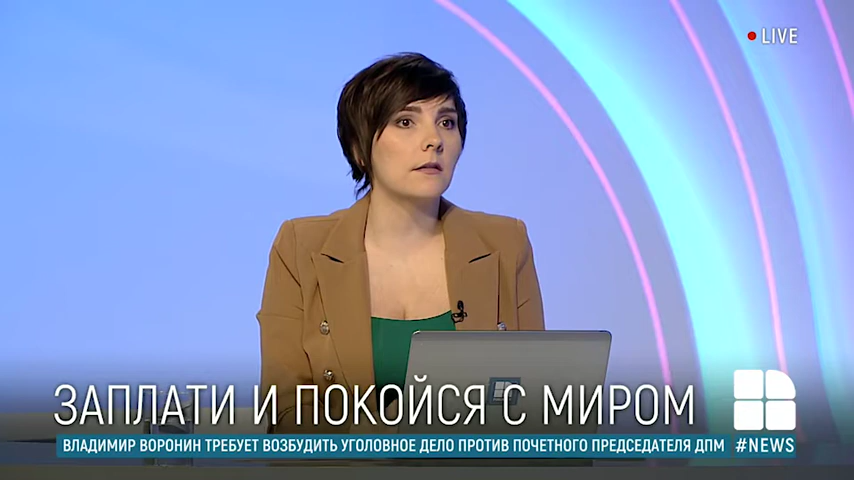 LIVE
ЗАПЛАТИ И ПОКОЙСЯ С МИРОМ
ВЛАДИМИР ВОРОНИН ТРЕБУЕТ ВОЗБУДИТЬ УГОЛОВНОЕ ДЕЛО ПРОТИВ ПОЧЕТНОГО ПРЕДСЕДАТЕЛЯ ДПМ
#NEWS